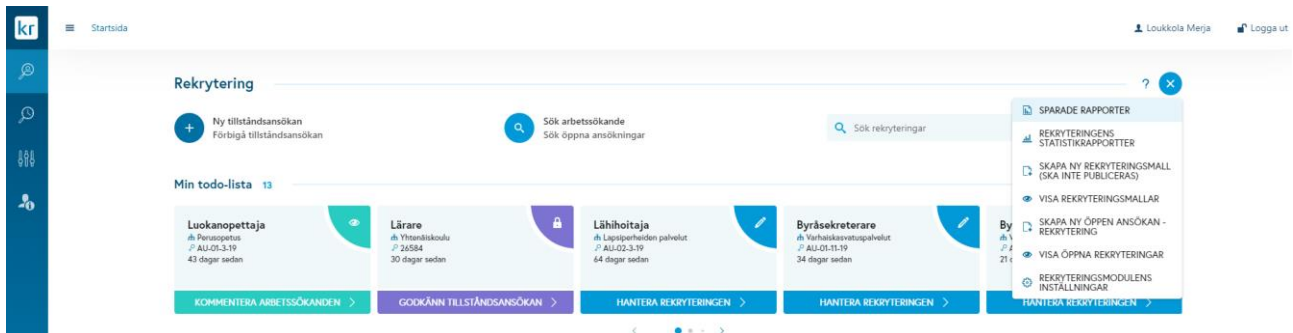 kr
Startsida
Loukkola Merja
Logga ut
Rekrytering
?
Ny tillståndsansökan
Förbigå tillståndsansökan
Sök arbetssökande
Sök öppna ansökningar
Sök rekryteringar
SPARADE RAPPORTER
REKRYTERINGENS
STATISTIKRAPPORTTER
SKAPA NY REKRYTERINGSMALL
(SKA INTE PUBLICERAS)
VISA REKRYTERINGSMALLAR
SKAPA NY ÖPPEN ANSÖKAN -
REKRYTERING
VISA ÖPPNA REKRYTERINGAR
REKRYTERINGSMODULENS
INSTÄLLNINGAR
Min todo-lista 13
Luokanopettaja
Perusopetus
AU-01-3-19
43 dagar sedan
KOMMENTERA ARBETSSÖKANDEN
Lärare
Yhtenäiskoulu
26584
30 dagar sedan
GODKÄNN TILLSTÅNDSANSÖKAN
Lähihoitaja
Lapsiperheiden palvelut
AU-02-3-19
64 dagar sedan
HANTERA REKRYTERINGEN
Byråsekreterare
Varhaiskasvatuspalvelut
AU-01-11-19
34 dagar sedan
HANTERA REKRYTERINGEN
By
21
HANTERA REKRYTERINGEN